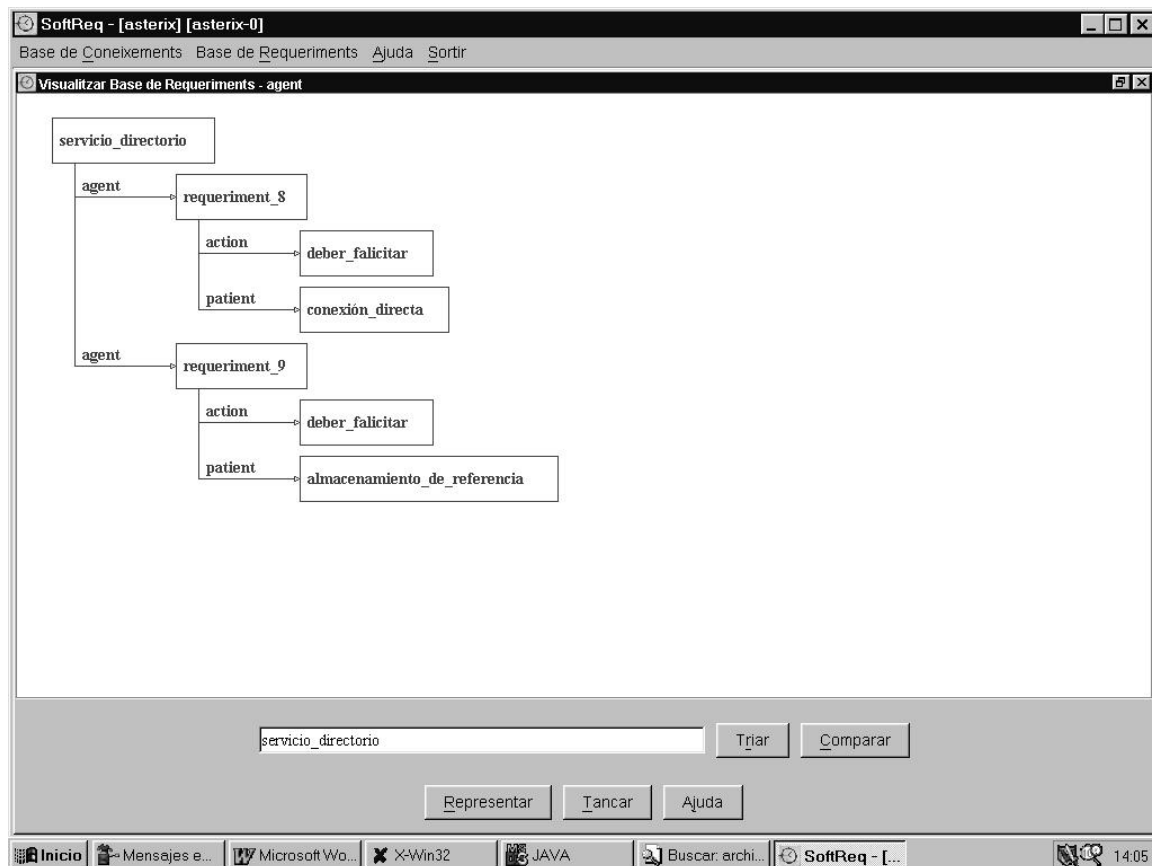 SoftReq - [asterix] [asterix-0]
Base de Coneixements Base de Requeriments Ajuda Sortir
Visualitzar Base de Requeriments - agent
servicio_directorio
agent
requeriment_8
action
deber_falicitar
patient
conexión_directa
agent
requeriment_9
action
deber_falicitar
patient
almacenamiento_de_referencia
servicio_directorio Triar Comparar
Representar Tancar Ajuda
Inicio Mensajes e... Microsoft Wo... X-Win32 JAVA Buscar: archi... SoftReq - [... 14:05